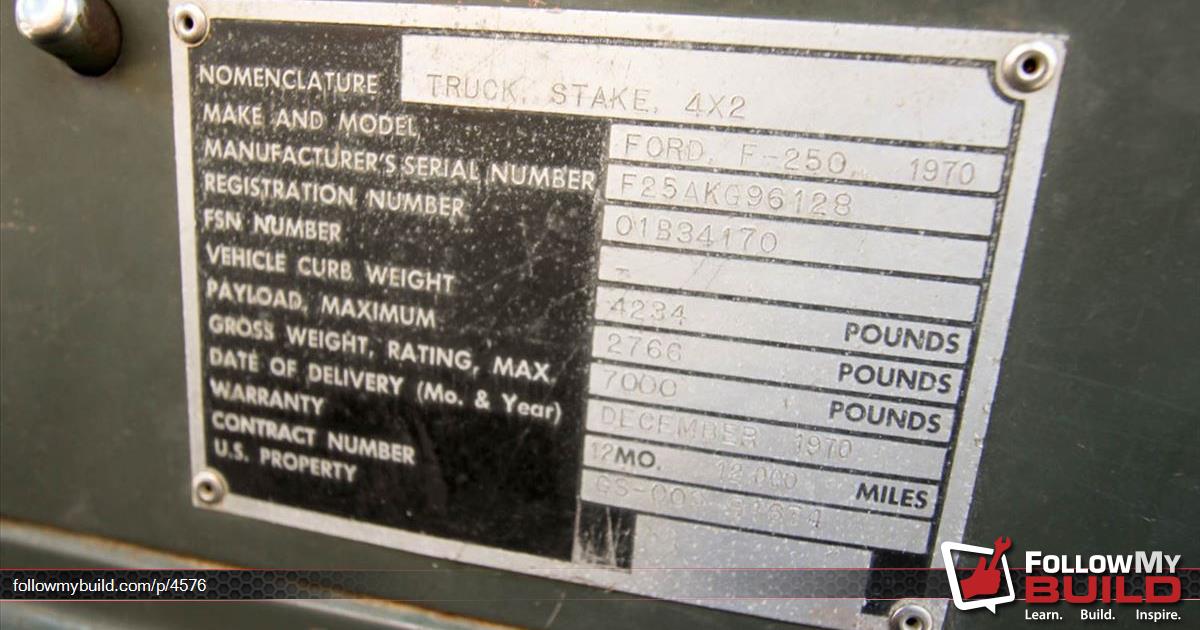 NOMENCLATURE TRUCK, STAKE, 4X2
MAKE AND MODEL FORD, F-250, 1970
MANUFACTURER'S SERIAL NUMBER F25AKG96128
REGISTRATION NUMBER 01B34170
FSN NUMBER
VEHICLE CURB WEIGHT 4234 POUNDS
PAYLOAD, MAXIMUM 2766 POUNDS
GROSS WEIGHT, RATING, MAX. 7000 POUNDS
DATE OF DELIVERY (Mo. & Year) DECEMBER 1970
WARRANTY 12MO. 12,000 MILES
CONTRACT NUMBER
U.S. PROPERTY
followmybuild.com/p/4576
FOLLOWMY
BUILD
Learn. Build. Inspire.